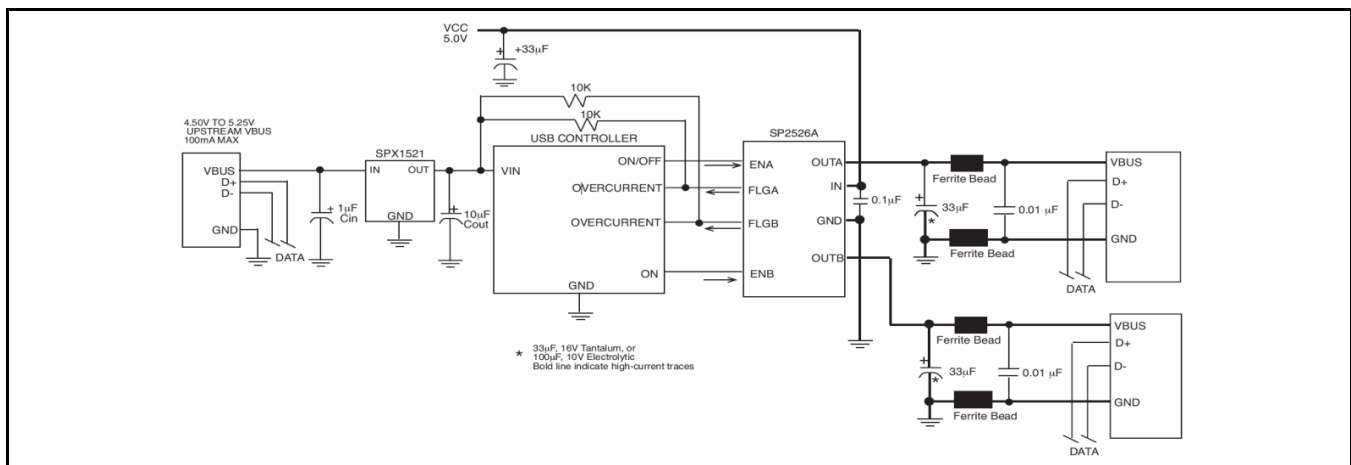 VCC
5.0V
+33µF
10K
10K
4.50V TO 5.25V
UPSTREAM VBUS
100mA MAX
USB CONTROLLER
SP2526A
SPX1521
VBUS
D+
D-
GND
DATA
IN
OUT
GND
+
1µF
Cin
+
10µF
Cout
VIN
ON/OFF
OVERCURRENT
OVERCURRENT
ON
GND
ENA
FLGA
FLGB
ENB
OUTA
IN
GND
OUTB
0.1µF
+
33µF
*
Ferrite Bead
0.01 µF
Ferrite Bead
VBUS
D+
D-
GND
DATA
+
33µF
*
Ferrite Bead
0.01 µF
Ferrite Bead
VBUS
D+
D-
GND
DATA
* 33µF, 16V Tantalum, or
100µF, 10V Electrolytic
Bold line indicate high-current traces